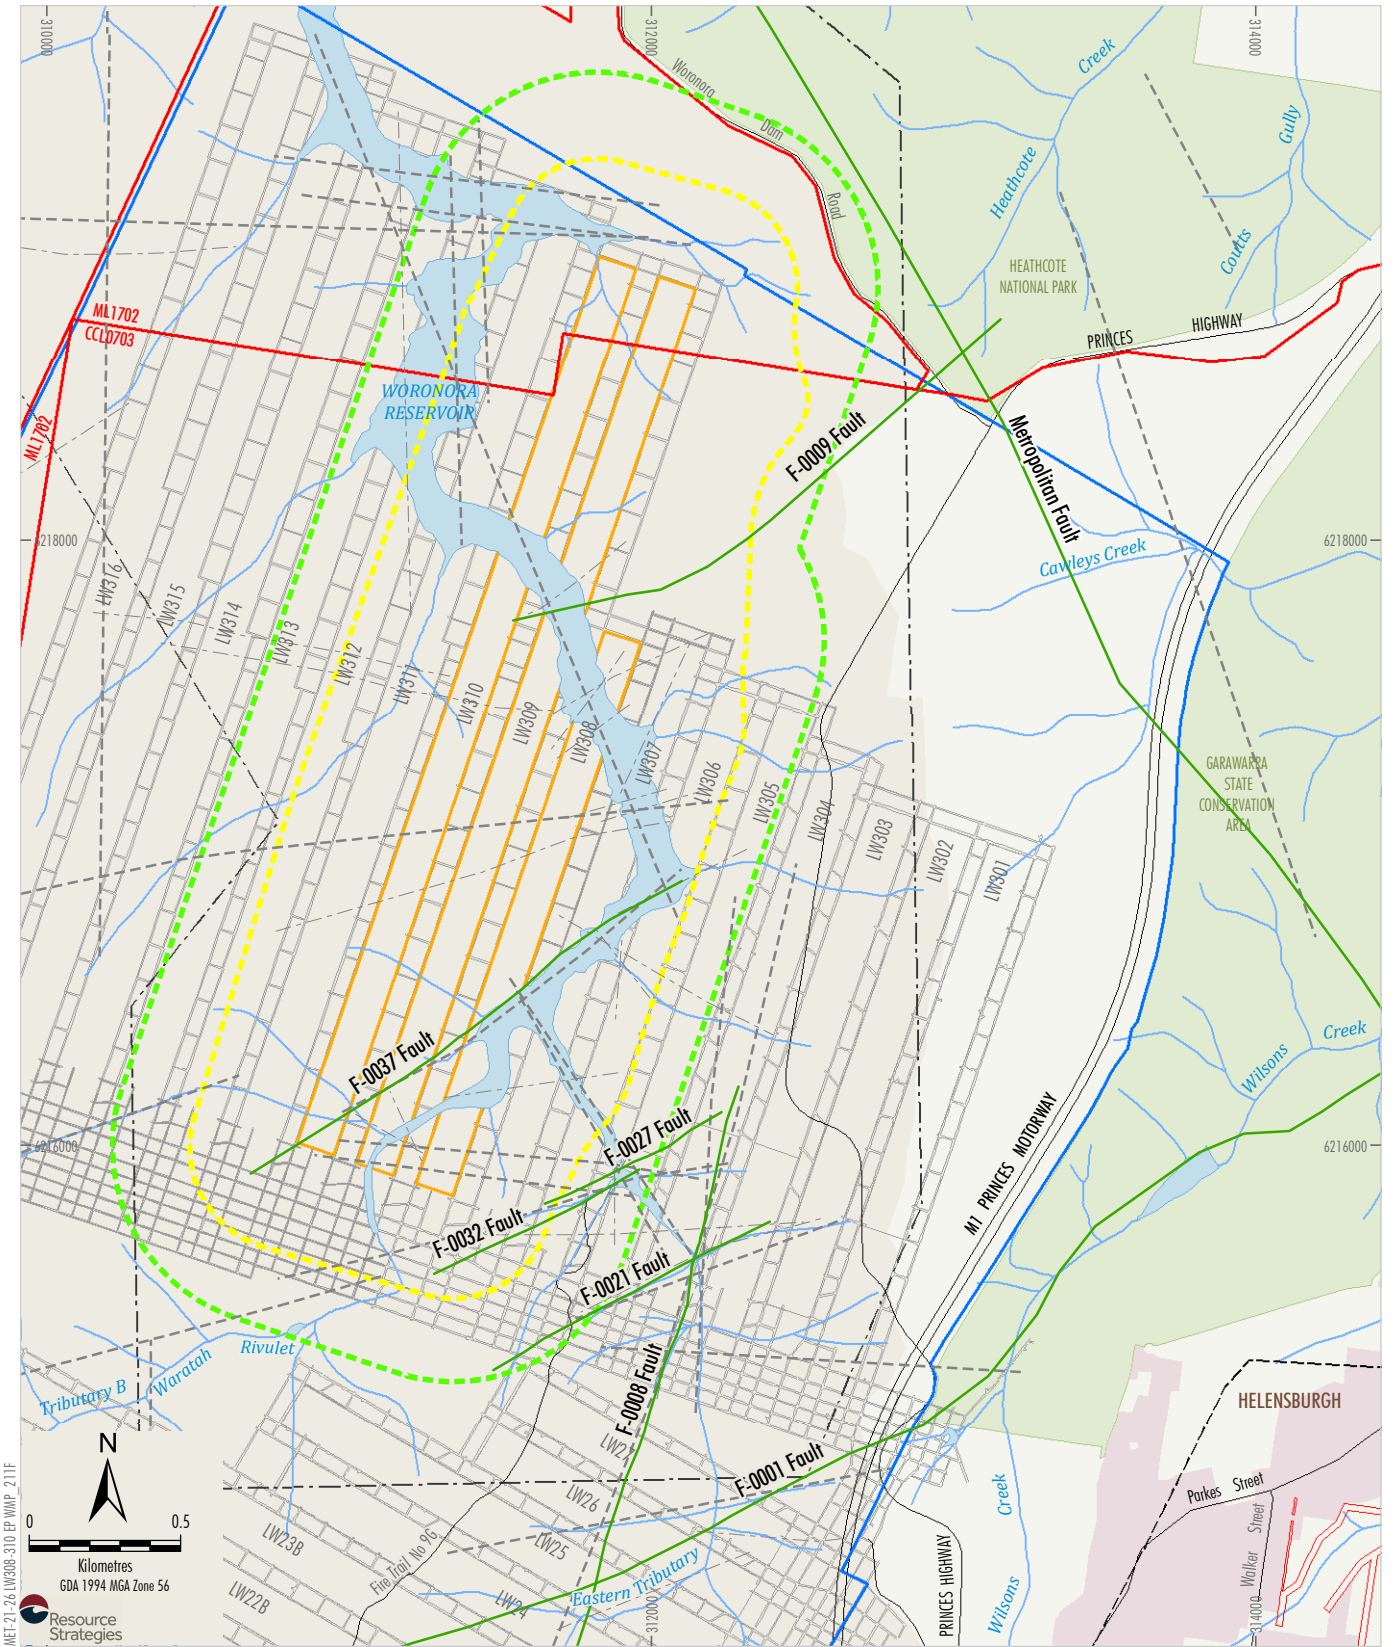 310000
312000
314000
Woronora
Dam
Road
Creek
Heathcote
Gully
Coutts
HEATHCOTE
NATIONAL PARK
PRINCES
HIGHWAY
ML1702
CCL0703
ML1702
WORONORA
RESERVOIR
F-0009 Fault
Metropolitan Fault
6218000
6218000
Cawleys Creek
LW316
LW315
LW314
LW313
LW312
LW311
LW310
LW309
LW308
LW307
LW306
LW305
LW304
LW303
LW302
LW301
GARAWARRA
STATE
CONSERVATION
AREA
F-0037 Fault
Creek
Wilsons
M1 PRINCES MOTORWAY
F-0027 Fault
6216000
6216000
F-0032 Fault
F-0021 Fault
Rivulet
Waratah
Tributary B
F-0008 Fault
HELENSBURGH
LW27
F-0001 Fault
LW26
LW25
LW24
LW23B
LW22B
Fire Trail No 9G
Eastern Tributary
Creek
Wilsons
PRINCES HIGHWAY
Parkes Street
Walker Street
312000
314000
N
0 0.5
Kilometres
GDA 1994 MGA Zone 56
Resource
Strategies
MET-21-26 LW308-310 EP WMP_211F